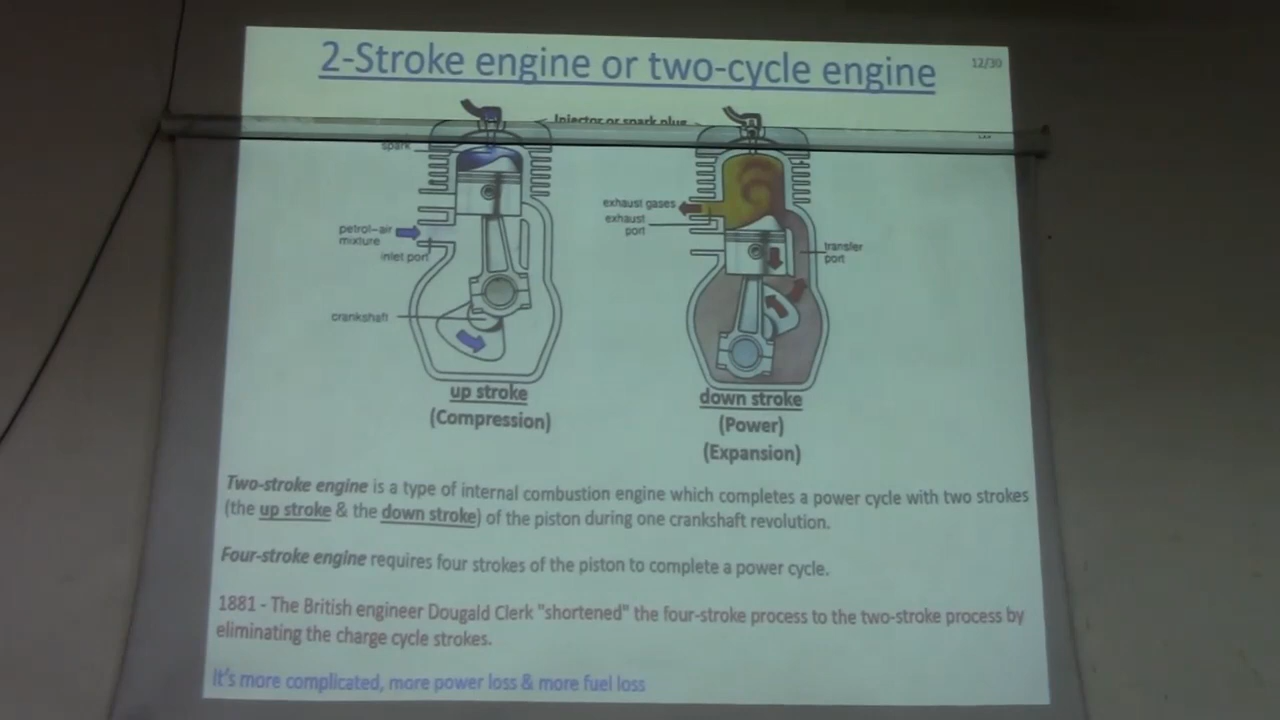 2-Stroke engine or two-cycle engine
12/30
Injector or spark plug
spark
petrol-air
mixture
inlet port
crankshaft
up stroke
(Compression)
exhaust gases
exhaust
port
transfer
port
down stroke
(Power)
(Expansion)
Two-stroke engine is a type of internal combustion engine which completes a power cycle with two strokes
(the up stroke & the down stroke) of the piston during one crankshaft revolution.
Four-stroke engine requires four strokes of the piston to complete a power cycle.
1881 - The British engineer Dougald Clerk "shortened" the four-stroke process to the two-stroke process by
eliminating the charge cycle strokes.
It's more complicated, more power loss & more fuel loss